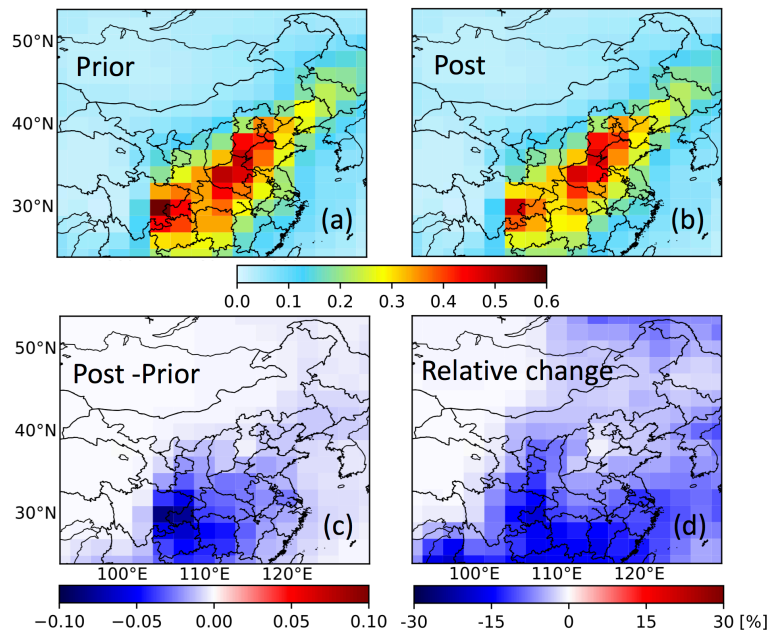 50°N
Prior
Post
40°N
30°N
(a)
(b)
0.0 0.1 0.2 0.3 0.4 0.5 0.6
50°N
Post -Prior
Relative change
40°N
30°N
(c)
(d)
100°E 110°E 120°E
100°E 110°E 120°E
−0.10 −0.05 0.00 0.05 0.10
-30 -15 0 15 30 [%]